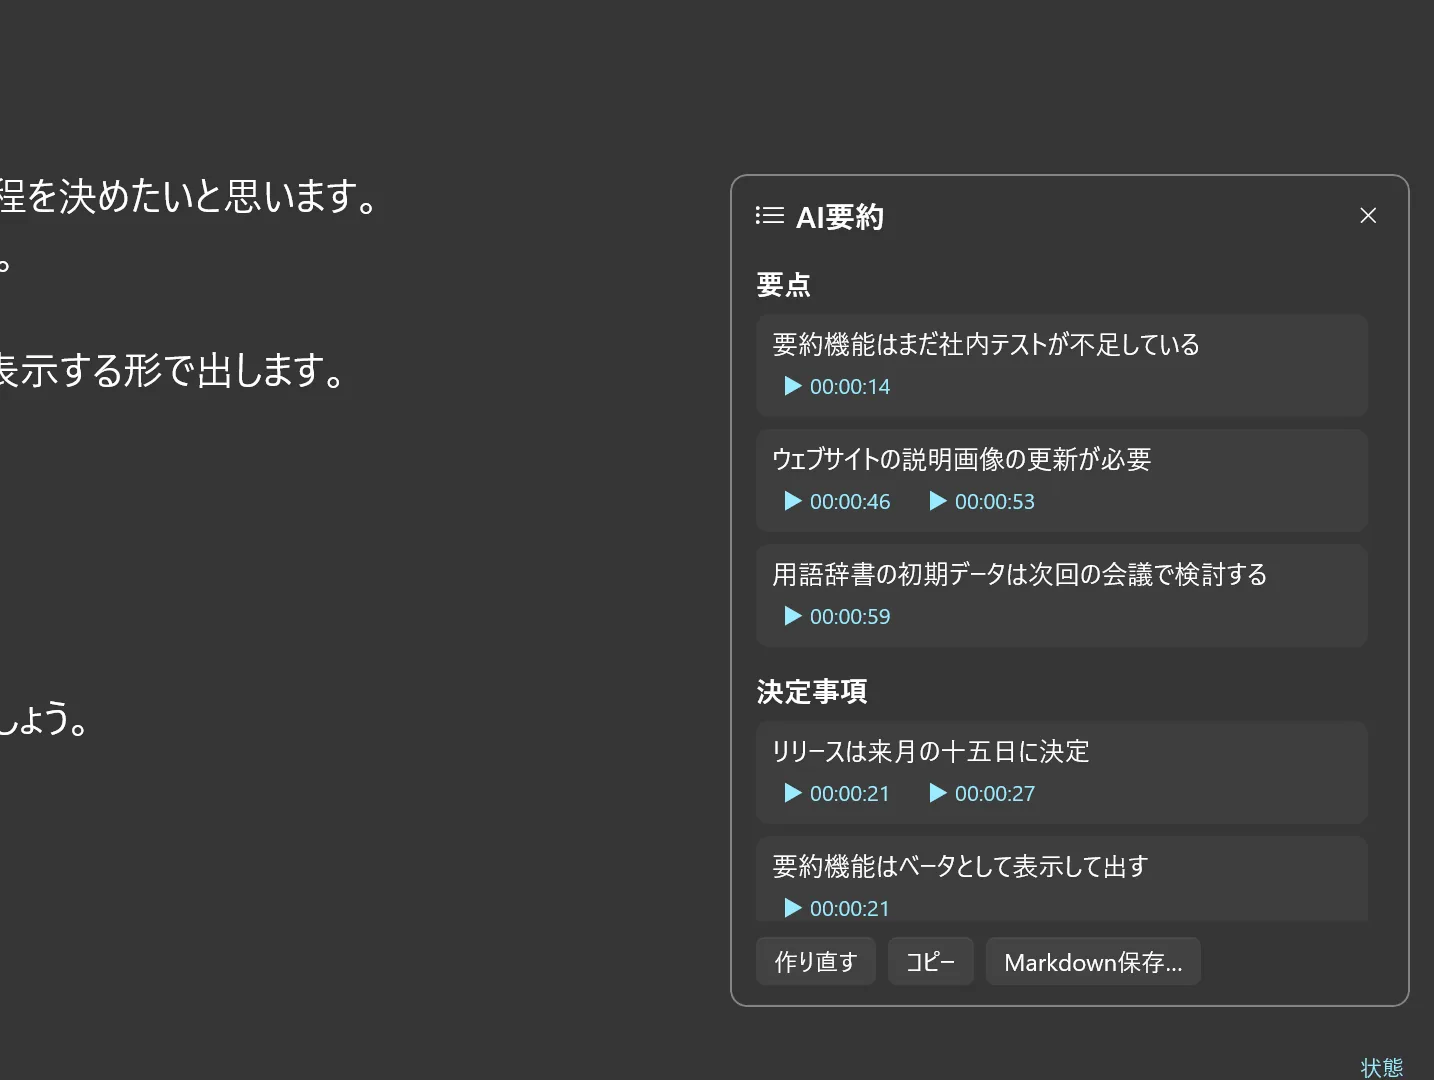 程を決めたいと思います。
。
表示する形で出します。
しょう。
AI要約
要点
要約機能はまだ社内テストが不足している
00:00:14
ウェブサイトの説明画像の更新が必要
00:00:46 00:00:53
用語辞書の初期データは次回の会議で検討する
00:00:59
決定事項
リリースは来月の十五日に決定
00:00:21 00:00:27
要約機能はベータとして表示して出す
00:00:21
作り直す コピー Markdown保存...
状態